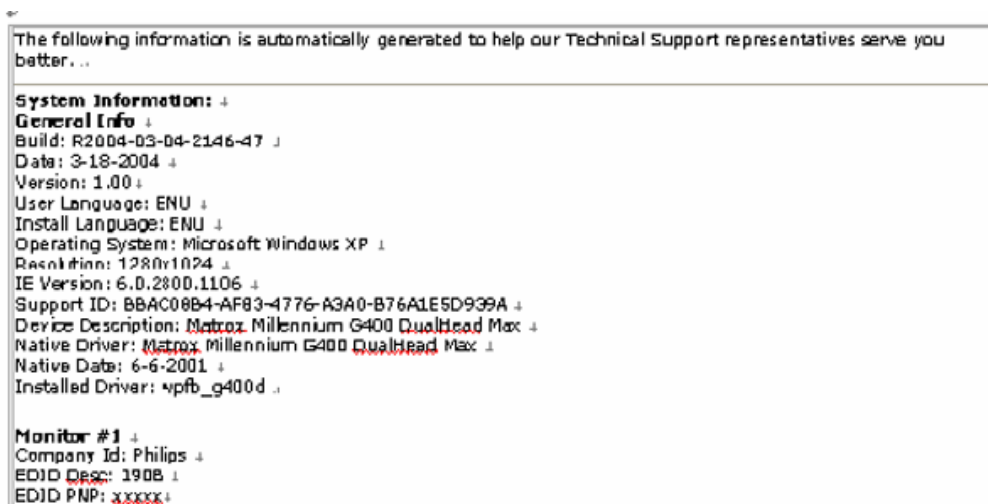 The following information is automatically generated to help our Technical Support representatives serve you
better...
System Information:
General Info
Build: R2004-03-04-2146-47
Date: 3-18-2004
Version: 1.00
User Language: ENU
Install Language: ENU
Operating System: Microsoft Windows XP
Resolution: 1280x1024
IE Version: 6.0.2800.1106
Support ID: BBAC08B4-AF83-4776-A3A0-B76A1E5D939A
Device Description: Matrox Millennium G400 DualHead Max
Native Driver: Matrox Millennium G400 DualHead Max
Native Date: 6-6-2001
Installed Driver: vpfb_g400d
Monitor #1
Company Id: Philips
EDID Desc: 190B
EDID PNP: xxxxx